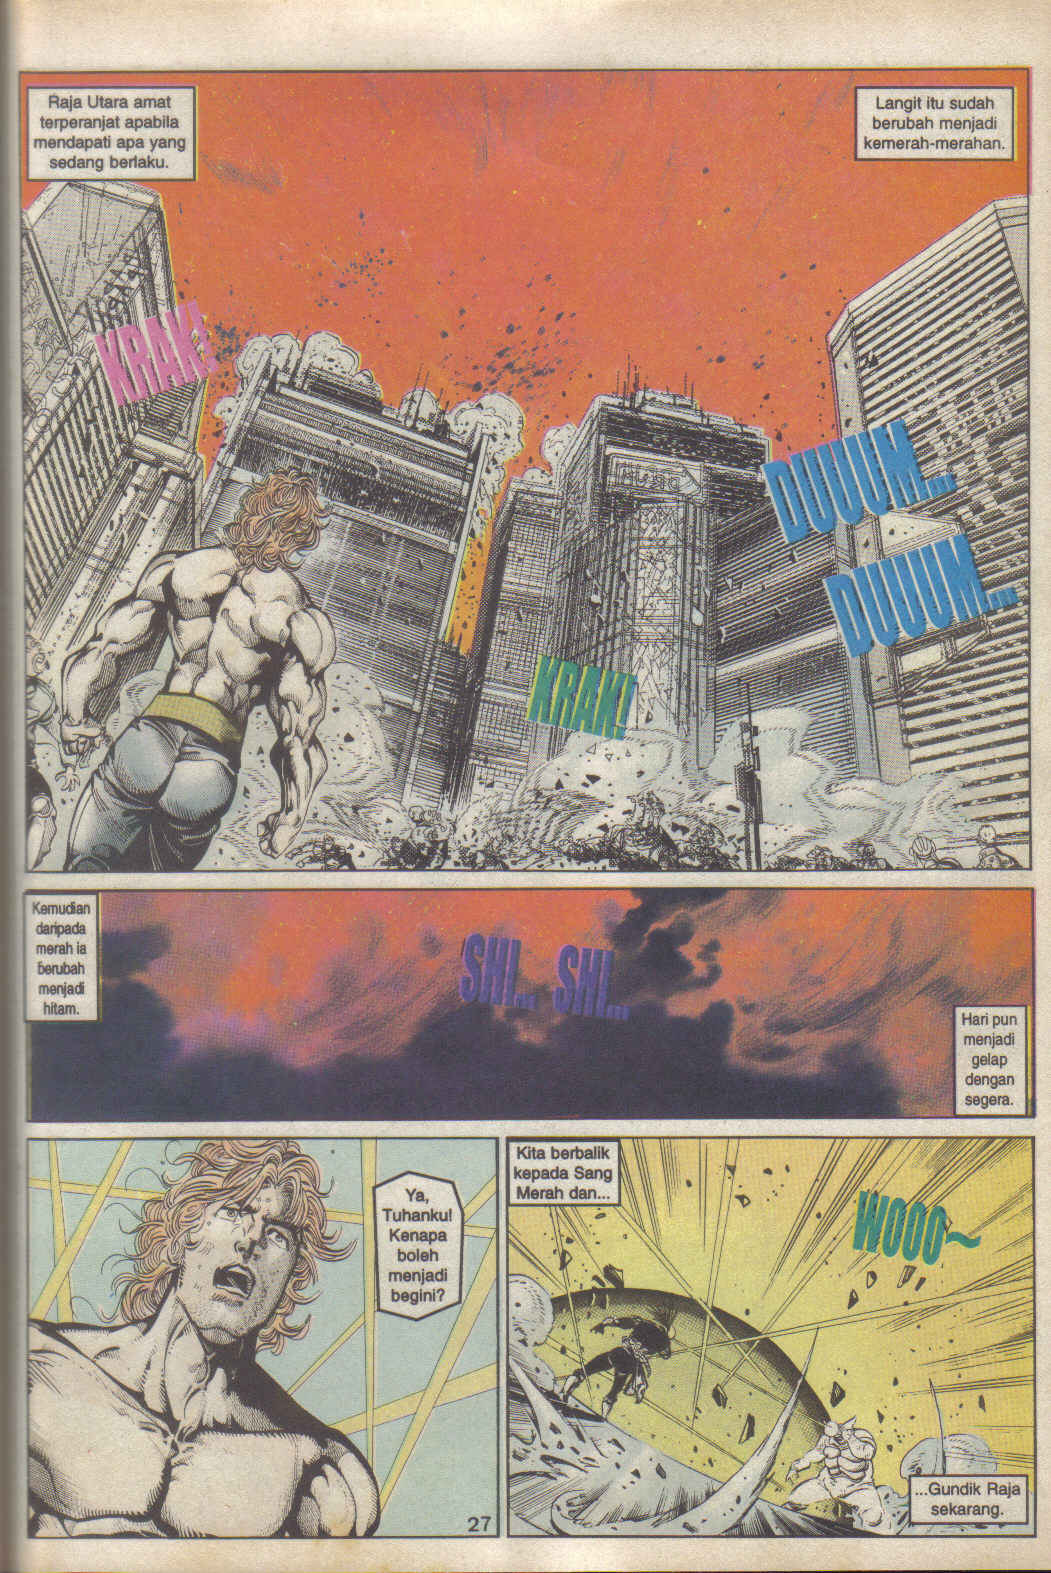 Raja Utara amat
terperanjat apabila
mendapati apa yang
sedang berlaku.
Langit itu sudah
berubah menjadi
kemerah-merahan.
KRAK!
DUUUUM...
DUUUUM...
KRAK!
Kemudian
daripada
merah ia
berubah
menjadi
hitam.
SHI... SHI...
Hari pun
menjadi
gelap
dengan
segera.
Ya,
Tuhanku!
Kenapa
boleh
menjadi
begini?
27
Kita berbalik
kepada Sang
Merah dan...
WOOO~
...Gundik Raja
sekarang.